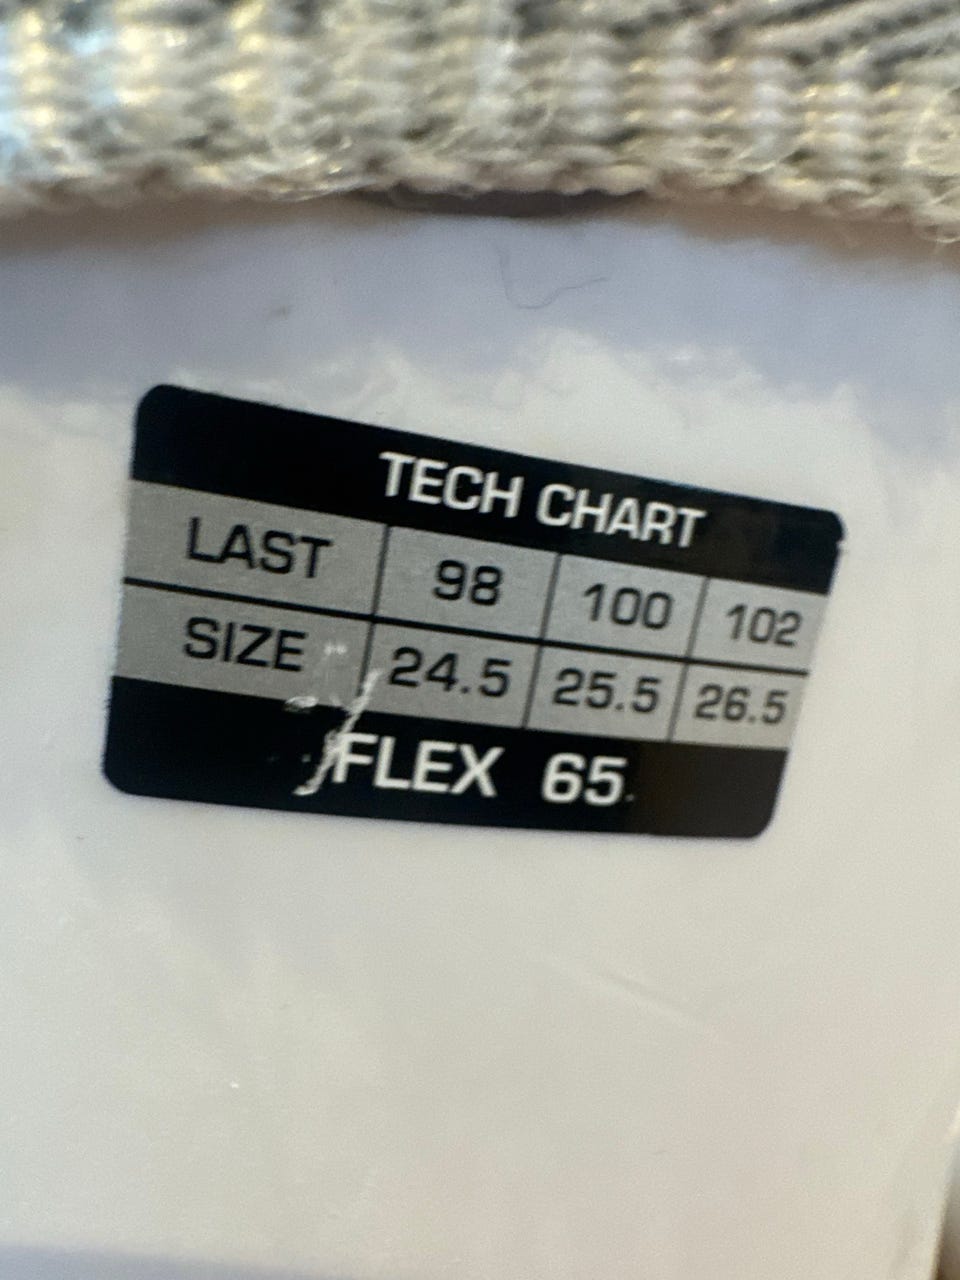 TECH CHART
LAST 98 100 102
SIZE 24.5 25.5 26.5
FLEX 65